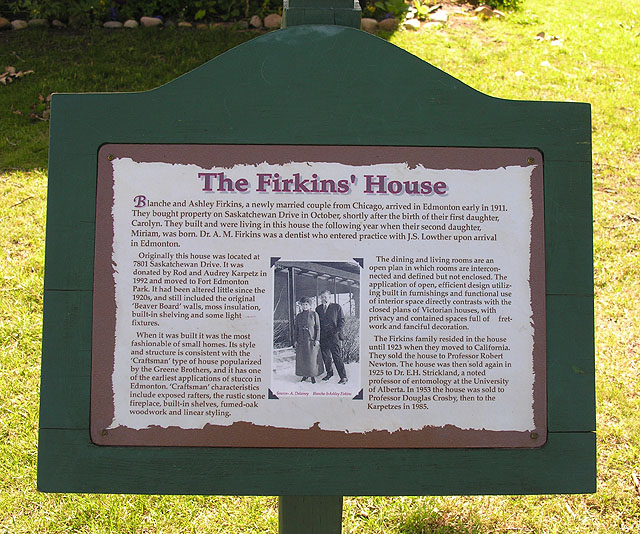 The Firkins' House
Blanche and Ashley Firkins, a newly married couple from Chicago, arrived in Edmonton early in 1911.
They bought property on Saskatchewan Drive in October, shortly after the birth of their first daughter,
Carolyn. They built and were living in this house the following year when their second daughter,
Miriam, was born. Dr. A. M. Firkins was a dentist who entered practice with J.S. Lowther upon arrival
in Edmonton.
Originally this house was located at
7801 Saskatchewan Drive. It was
donated by Rod and Audrey Karpetz in
1992 and moved to Fort Edmonton
Park. It had been altered little since the
1920s, and still included the original
'Beaver Board' walls, moss insulation,
built-in shelving and some light
fixtures.
When it was built it was the most
fashionable of small homes. Its style
and structure is consistent with the
'Craftsman' type of house popularized
by the Greene Brothers, and it has one
of the earliest applications of stucco in
Edmonton. 'Craftsman' characteristics
include exposed rafters, the rustic stone
fireplace, built-in shelves, fumed-oak
woodwork and linear styling.
Blanche & Ashley Firkins
The dining and living rooms are an
open plan in which rooms are intercon-
nected and defined but not enclosed. The
application of open, efficient design utiliz-
ing built in furnishings and functional use
of interior space directly contrasts with the
closed plans of Victorian houses, with
privacy and contained spaces full of fret-
work and fanciful decoration.
The Firkins family resided in the house
until 1923 when they moved to California.
They sold the house to Professor Robert
Newton. The house was then sold again in
1925 to Dr. E.H. Strickland, a noted
professor of entomology at the University
of Alberta. In 1953 the house was sold to
Professor Douglas Crosby, then to the
Karpetzes in 1985.